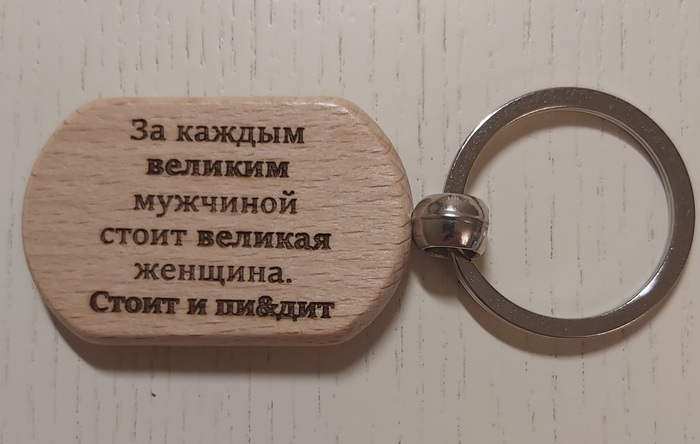 За каждым
великим
мужчиной
стоит великая
женщина.
Стоит и пи&дит